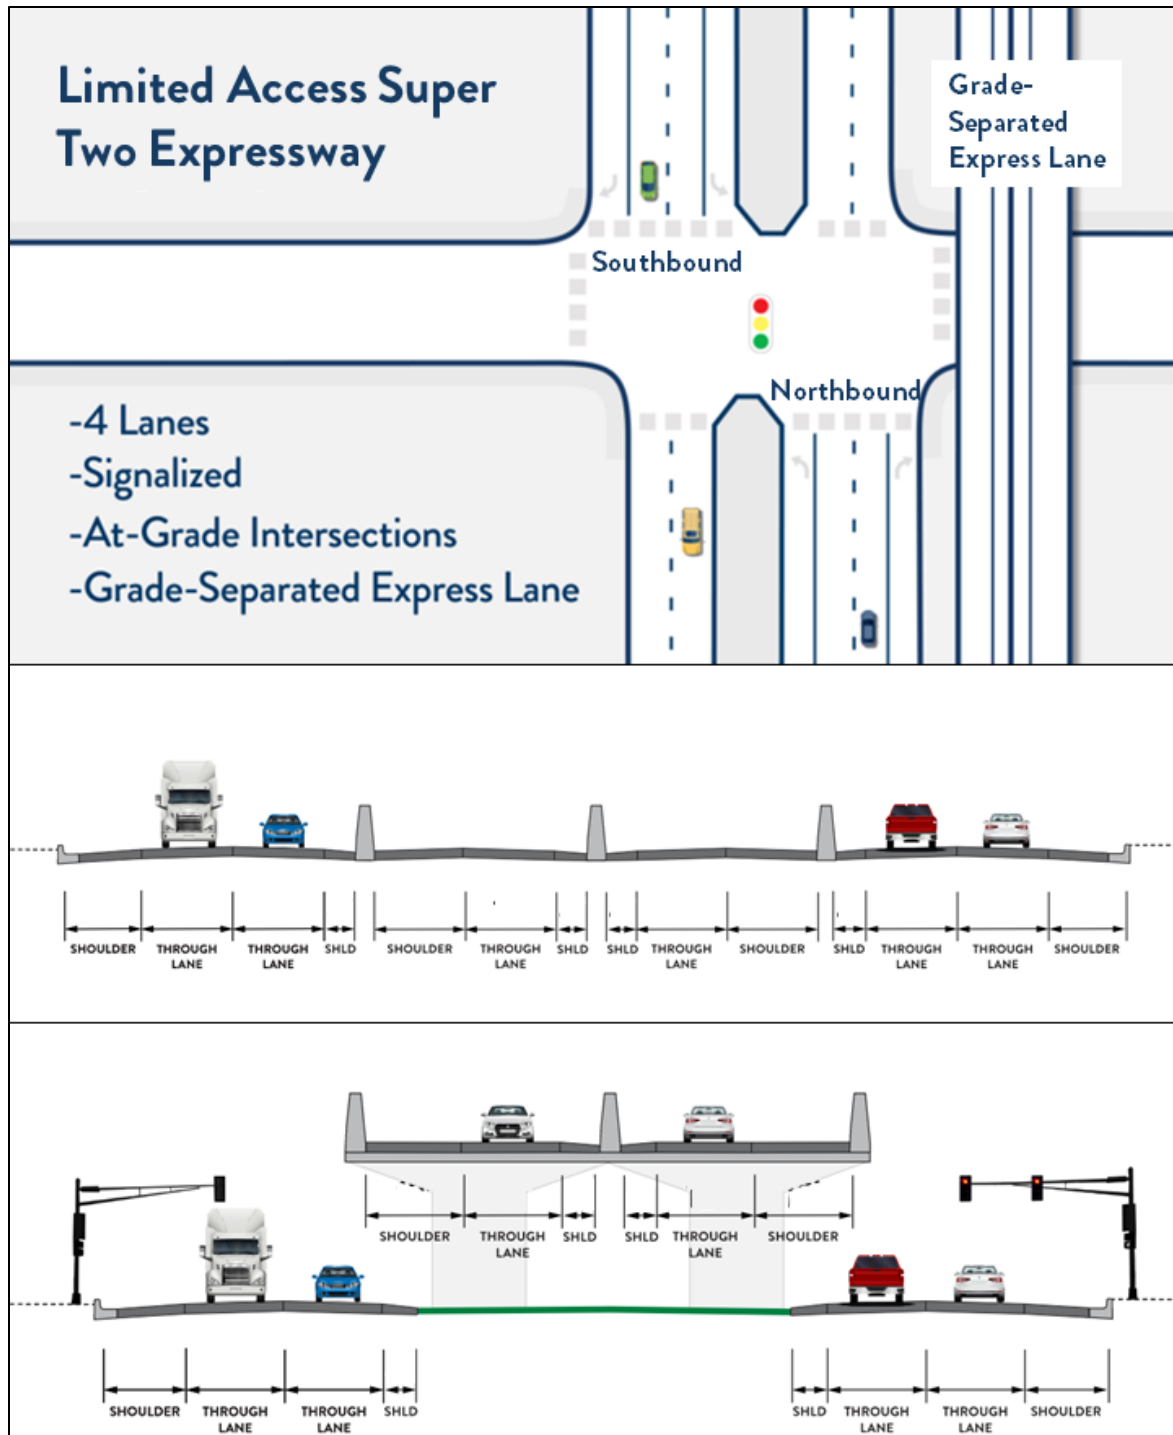 Limited Access Super
Two Expressway
Grade-
Separated
Express Lane
Southbound
Northbound
-4 Lanes
-Signalized
-At-Grade Intersections
-Grade-Separated Express Lane
SHOULDER
THROUGH
LANE
THROUGH
LANE
SHLD
SHOULDER
THROUGH
LANE
SHLD
SHLD
THROUGH
LANE
SHOULDER
SHLD
THROUGH
LANE
THROUGH
LANE
SHOULDER
SHOULDER
THROUGH
LANE
SHLD
SHLD
THROUGH
LANE
SHOULDER
SHOULDER
THROUGH
LANE
THROUGH
LANE
SHLD
SHLD
THROUGH
LANE
THROUGH
LANE
SHOULDER